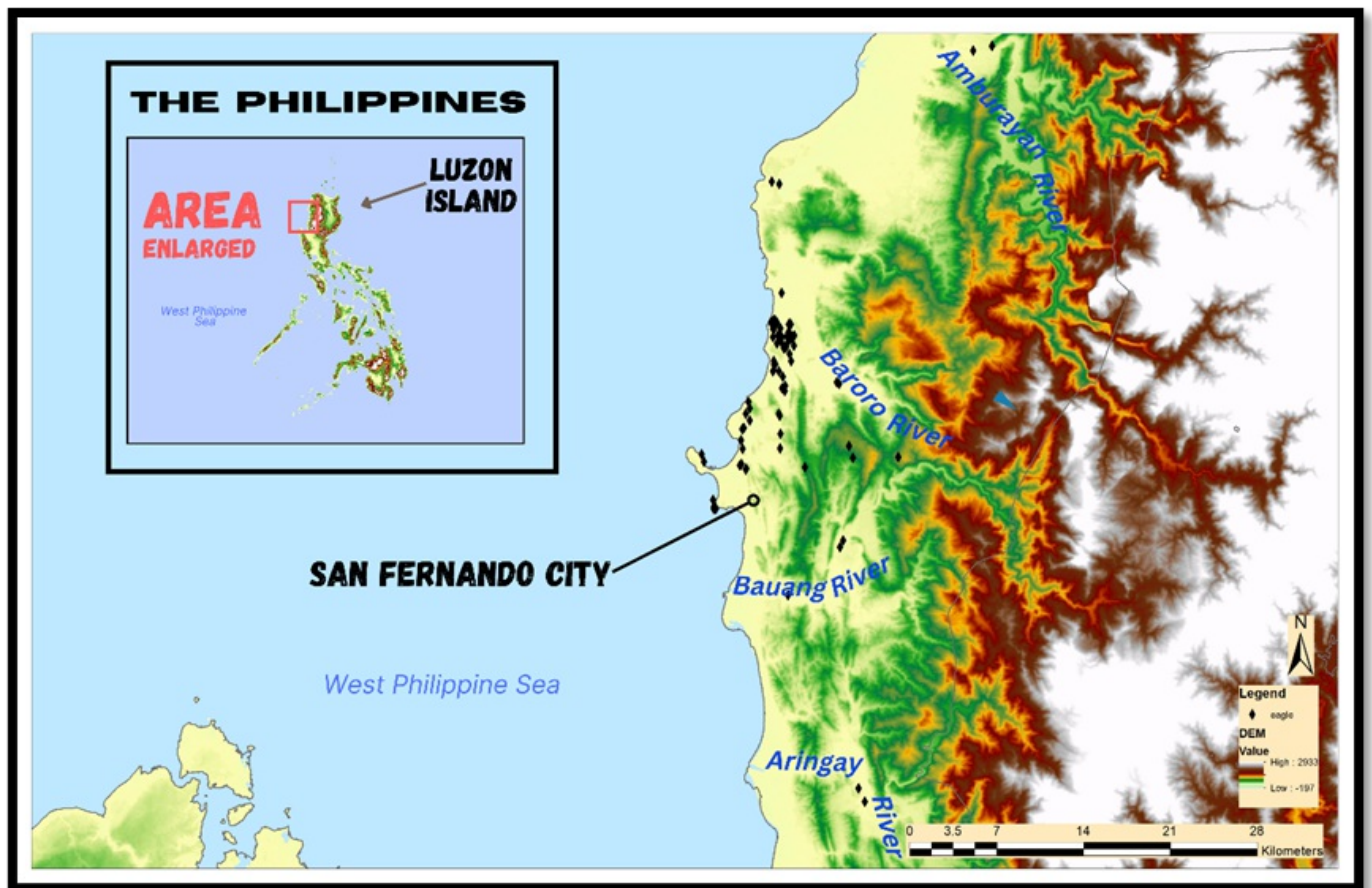 THE PHILIPPINES
LUZON
ISLAND
AREA
ENLARGED
West Philippine
Sea
Amburayan River
Baroro River
SAN FERNANDO CITY
Bauang River
West Philippine Sea
Aringay
River
N
Legend
eagle
DEM
Value
High : 2933
Low : -197
0 3.5 7 14 21 28
Kilometers